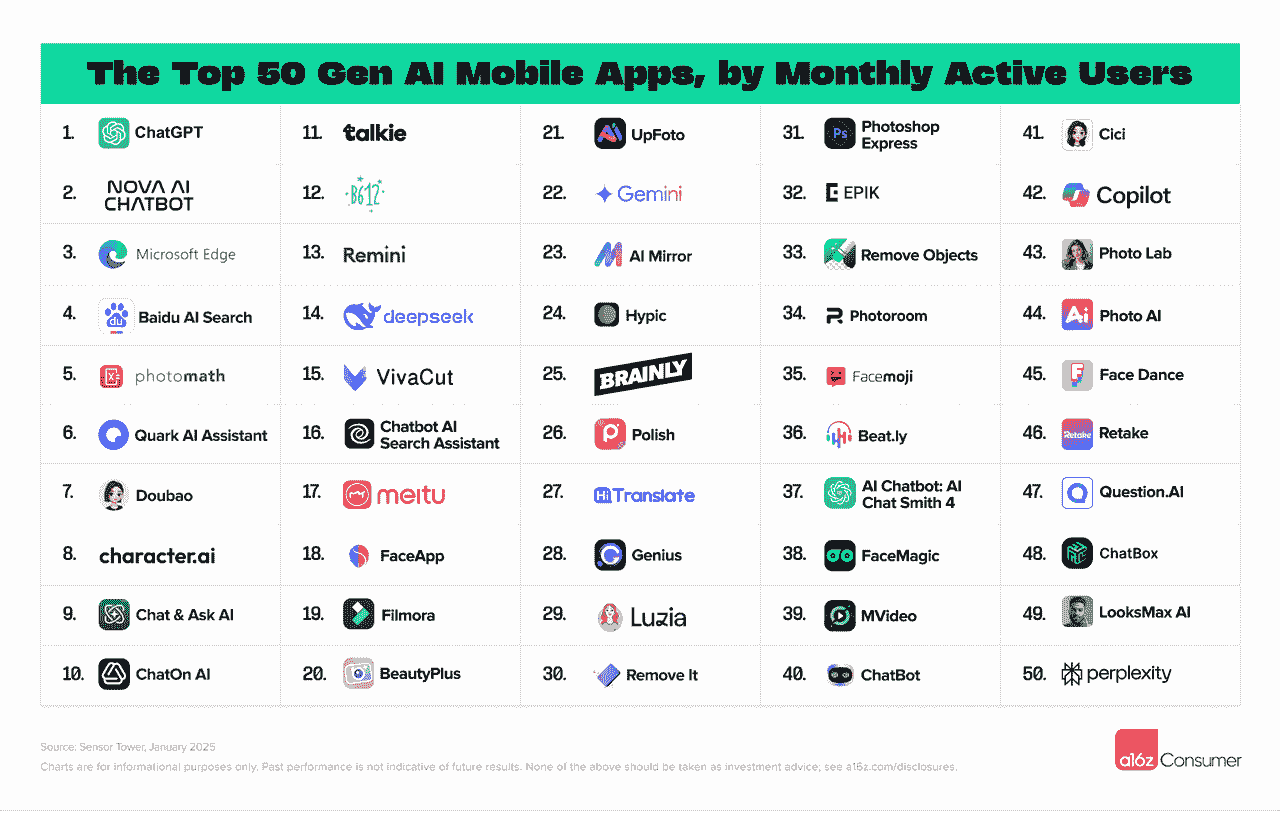 The Top 50 Gen AI Mobile Apps, by Monthly Active Users
1. ChatGPT
2. NOVA AI
CHATBOT
3. Microsoft Edge
4. du Baidu AI Search
5. photomath
6. Quark AI Assistant
7. Doubao
8. character.ai
9. Chat & Ask AI
10. ChatOn AI
11. talkie
12. B612
13. Remini
14. deepseek
15. VivaCut
16. Chatbot AI
Search Assistant
17. meitu
18. FaceApp
19. Filmora
20. BeautyPlus
21. UpFoto
22. Gemini
23. AI Mirror
24. Hypic
25. BRAINLY
26. Polish
27. Hi Translate
28. Genius
29. Luzia
30. Remove It
31. Ps Photoshop
Express
32. EPIK
33. Remove Objects
34. Photoroom
35. Facemoji
36. Beat.ly
37. AI Chatbot: AI
Chat Smith 4
38. FaceMagic
39. MVideo
40. ChatBot
41. Cici
42. Copilot
43. Photo Lab
44. Ai Photo AI
45. Face Dance
46. Retake Retake
47. Question.AI
48. ChatBox
49. LooksMax AI
50. perplexity
Source: Sensor Tower, January 2025
Charts are for informational purposes only. Past performance is not indicative of future results. None of the above should be taken as investment advice; see a16z.com/disclosures.
a16z Consumer